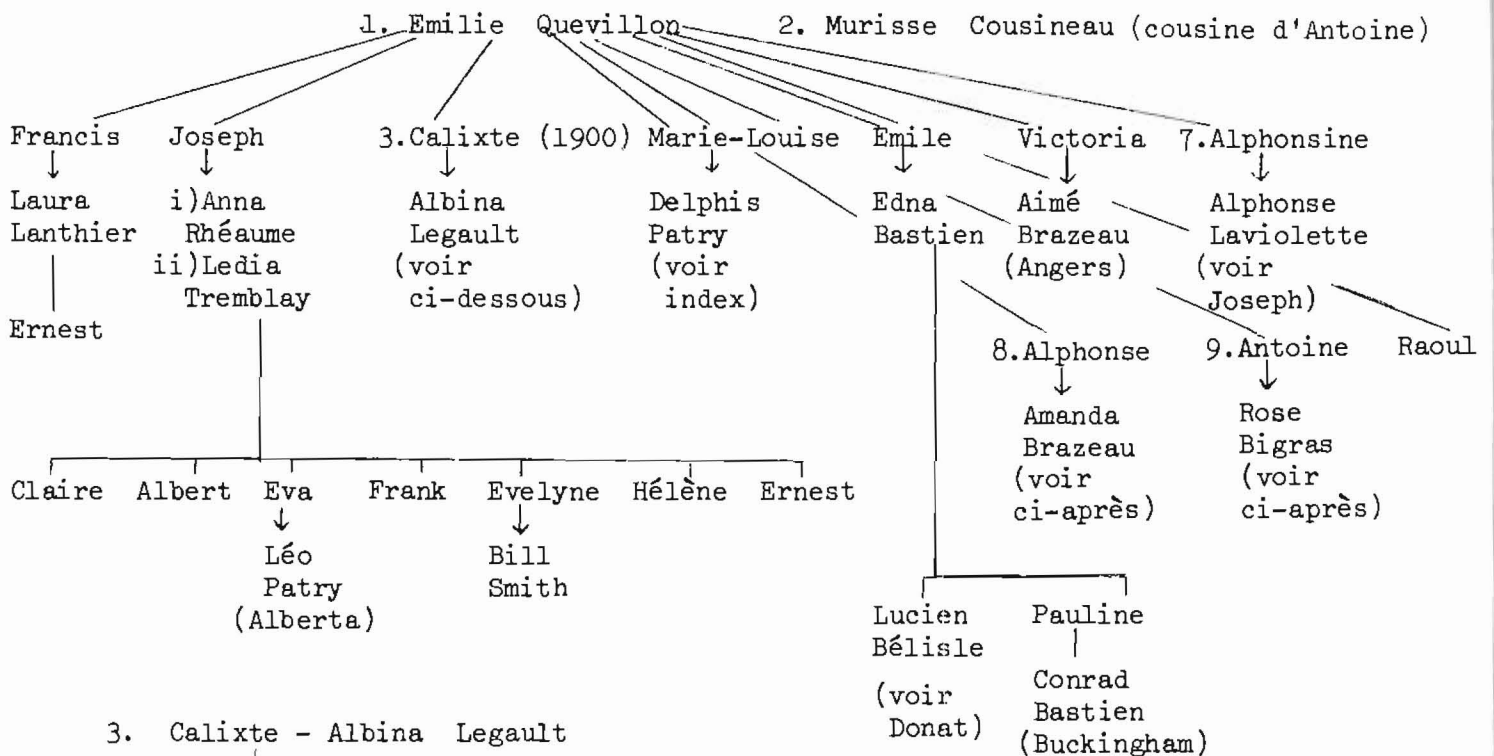 1. Emilie Quevillon 2. Murisse Cousineau (cousine d'Antoine)
Francis Joseph 3.Calixte (1900) Marie-Louise Emile Victoria 7.Alphonsine
Laura i)Anna Albina Delphis Edna Aimé Alphonse
Lanthier Rhéaume Legault Patry Bastien Brazeau Laviolette
ii)Ledia (voir (voir (Angers) (voir
Tremblay ci-dessous) index) Joseph)
Ernest
8.Alphonse 9.Antoine Raoul
Amanda Rose
Brazeau Bigras
(voir (voir
ci-après) ci-après)
Claire Albert Eva Frank Evelyne Hélène Ernest
Léo Bill
Patry Smith
(Alberta)
Lucien Pauline
Bélisle
(voir Conrad
Donat) Bastien
(Buckingham)
3. Calixte - Albina Legault